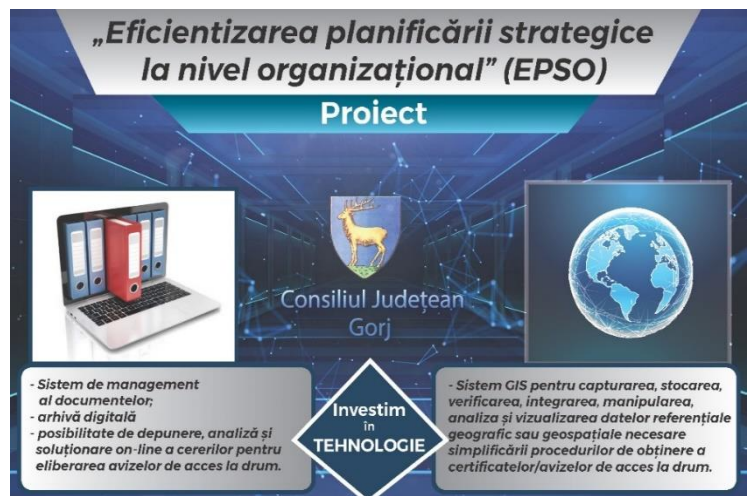 „Eficientizarea planificării strategice
la nivel organizațional” (EPSO)
Proiect
Consiliul Județean
Gorj
- Sistem de management
al documentelor;
- arhivă digitală
- posibilitate de depunere, analiză și
soluționare on-line a cererilor pentru
eliberarea avizelor de acces la drum.
Investim
în
TEHNOLOGIE
- Sistem GIS pentru capturarea, stocarea,
verificarea, integrarea, manipularea,
analiza și vizualizarea datelor referențiale
geografic sau geospațiale necesare
simplificării procedurilor de obținere a
certificatelor/avizelor de acces la drum.